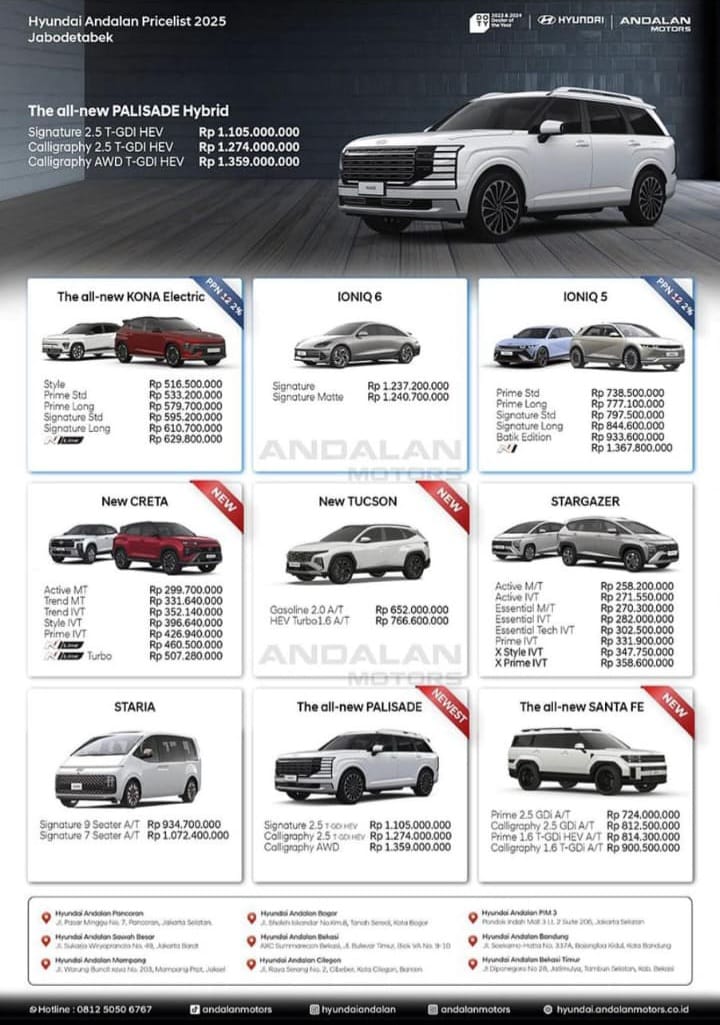 Hyundai Andalan Pricelist 2025
Jabodetabek
DOTY 2023 & 2024 Dealer of the Year
HYUNDAI
ANDALAN MOTORS
The all-new PALISADE Hybrid
Signature 2.5 T-GDI HEV Rp 1.105.000.000
Calligraphy 2.5 T-GDI HEV Rp 1.274.000.000
Calligraphy AWD T-GDI HEV Rp 1.359.000.000
The all-new KONA Electric
PPN 12 2%
Style Rp 516.500.000
Prime Std Rp 533.200.000
Prime Long Rp 579.700.000
Signature Std Rp 595.200.000
Signature Long Rp 610.700.000
N Line Rp 629.800.000
IONIQ 6
Signature Rp 1.237.200.000
Signature Matte Rp 1.240.700.000
ANDALAN
MOTORS
IONIQ 5
PPN 12 2%
Prime Std Rp 738.500.000
Prime Long Rp 777.100.000
Signature Std Rp 797.500.000
Signature Long Rp 844.600.000
Batik Edition Rp 933.600.000
N Rp 1.367.800.000
New CRETA
NEW
Active MT Rp 299.700.000
Trend MT Rp 331.640.000
Trend IVT Rp 352.140.000
Style IVT Rp 396.640.000
Prime IVT Rp 426.940.000
N Line Rp 460.500.000
N Line Turbo Rp 507.280.000
New TUCSON
NEW
Gasoline 2.0 A/T Rp 652.000.000
HEV Turbo1.6 A/T Rp 766.600.000
ANDALAN
MOTORS
STARGAZER
Active M/T Rp 258.200.000
Active IVT Rp 271.550.000
Essential M/T Rp 270.300.000
Essential IVT Rp 282.000.000
Essential Tech IVT Rp 302.500.000
Prime IVT Rp 331.900.000
X Style IVT Rp 347.750.000
X Prime IVT Rp 358.600.000
STARIA
Signature 9 Seater A/T Rp 934.700.000
Signature 7 Seater A/T Rp 1.072.400.000
The all-new PALISADE
NEWEST
Signature 2.5 T-GDI HEV Rp 1.105.000.000
Calligraphy 2.5 T-GDI HEV Rp 1.274.000.000
Calligraphy AWD Rp 1.359.000.000
The all-new SANTA FE
NEW
Prime 2.5 GDi A/T Rp 724.000.000
Calligraphy 2.5 GDi A/T Rp 812.500.000
Prime 1.6 T-GDi HEV A/T Rp 814.300.000
Calligraphy 1.6 T-GDi A/T Rp 900.500.000
Hyundai Andalan Pancoran
Jl. Pasar Minggu No. 7, Pancoran, Jakarta Selatan.
Hyundai Andalan Sawah Besar
Jl. Sukarjo Wiryopranoto No. 49, Jakarta Barat
Hyundai Andalan Mampang
Jl. Warung Buncit raya No. 203, Mampang Prpt, Jaksel
Hyundai Andalan Bogor
Jl. Sholeh Iskandar No.Km.6, Tanah Sereal, Kota Bogor
Hyundai Andalan Bekasi
ARC Summarecon Bekasi, Jl. Bulevar Timur, Blok VA No. 9-10
Hyundai Andalan Cilegon
Jl. Raya Serang No. 2, Cibeber, Kota Cilegon, Banten
Hyundai Andalan PIM 3
Pondok Indah Mall 3 Lt. 2 Suite 206, Jakarta Selatan
Hyundai Andalan Bandung
Jl. Soekarno-Hatta No. 337A, Bojongloa Kidul, Kota Bandung
Hyundai Andalan Bekasi Timur
Jl Diponegoro No 28, Jatimulya, Tambun Selatan, Kab. Bekasi
Hotline : 0812 5050 6767
andalanmotors
hyundaiandalan
andalanmotors
hyundai.andalanmotors.co.id